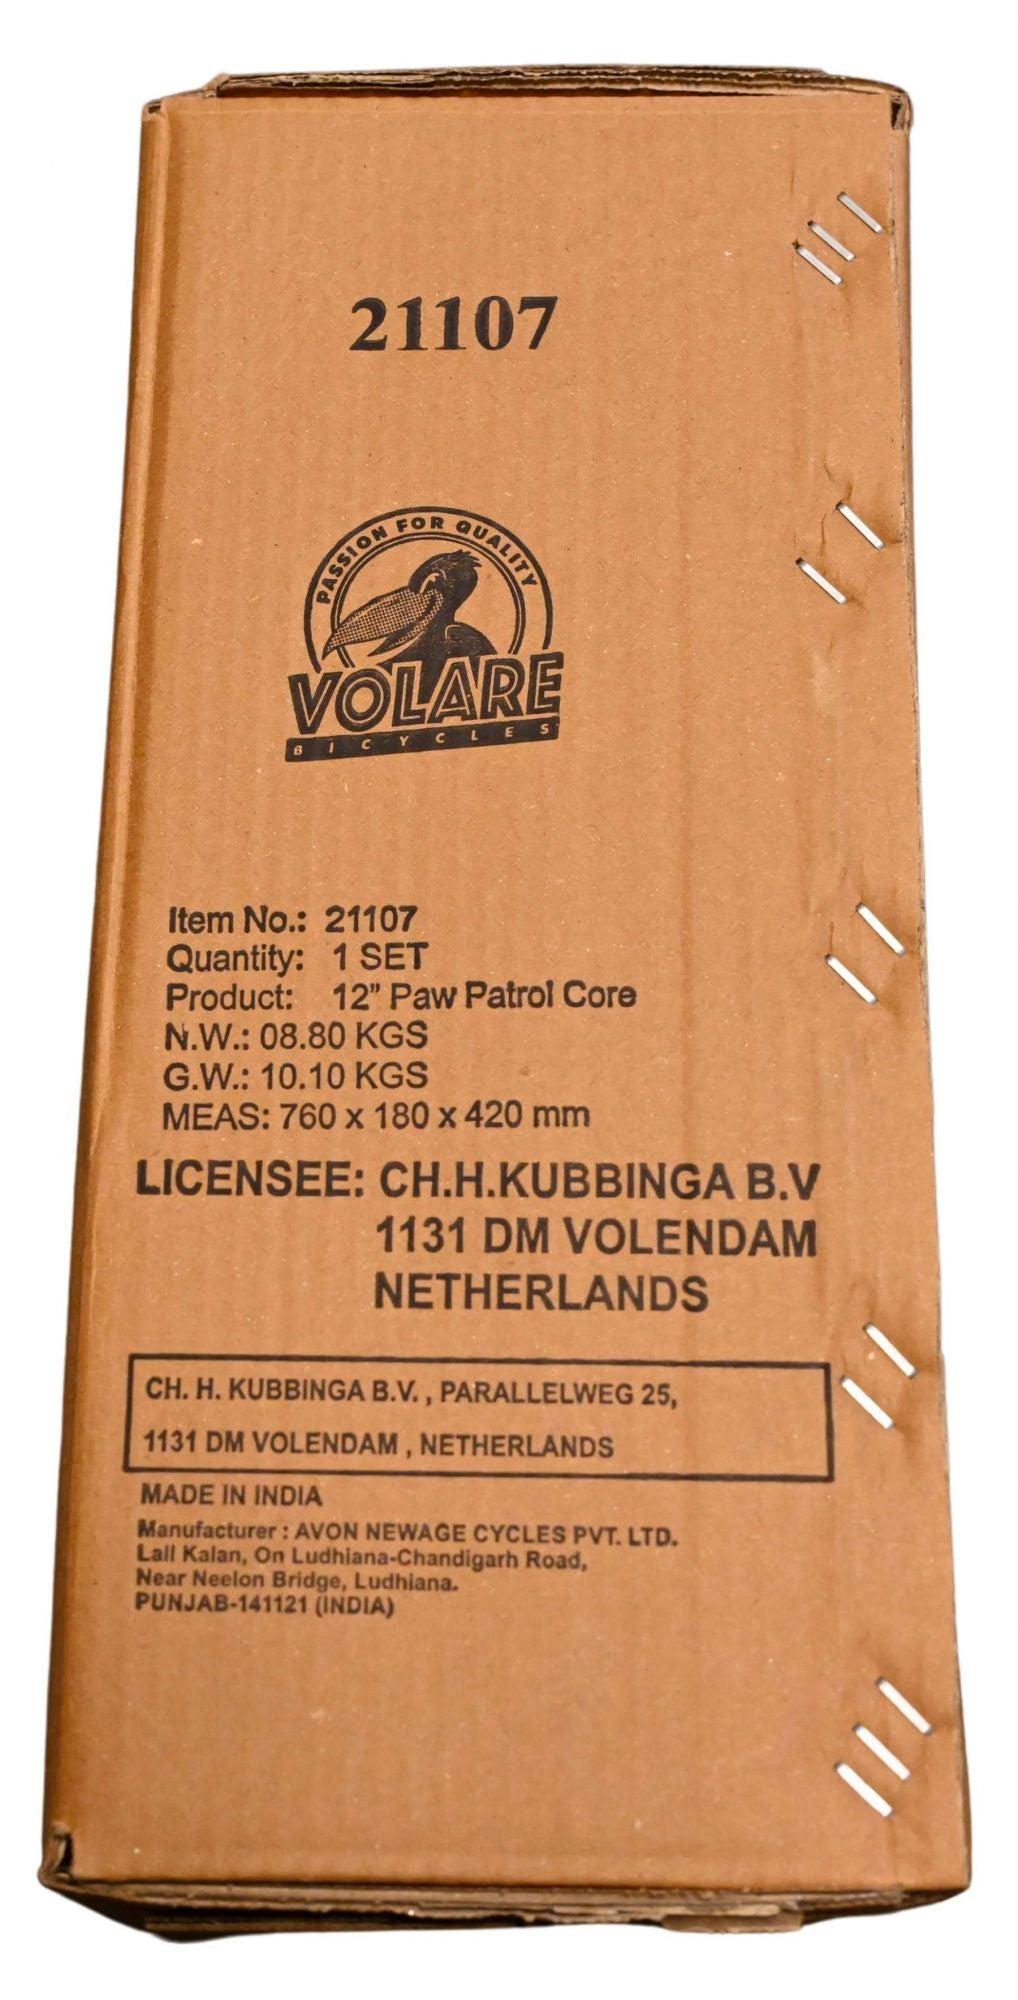 21107
PASSION FOR QUALITY
VOLARE
BICYCLES
Item No.: 21107
Quantity: 1 SET
Product: 12” Paw Patrol Core
N.W.: 08.80 KGS
G.W.: 10.10 KGS
MEAS: 760 x 180 x 420 mm
LICENSEE: CH.H.KUBBINGA B.V
1131 DM VOLENDAM
NETHERLANDS
CH. H. KUBBINGA B.V. , PARALLELWEG 25,
1131 DM VOLENDAM , NETHERLANDS
MADE IN INDIA
Manufacturer : AVON NEWAGE CYCLES PVT. LTD.
Lall Kalan, On Ludhiana-Chandigarh Road,
Near Neelon Bridge, Ludhiana.
PUNJAB-141121 (INDIA)